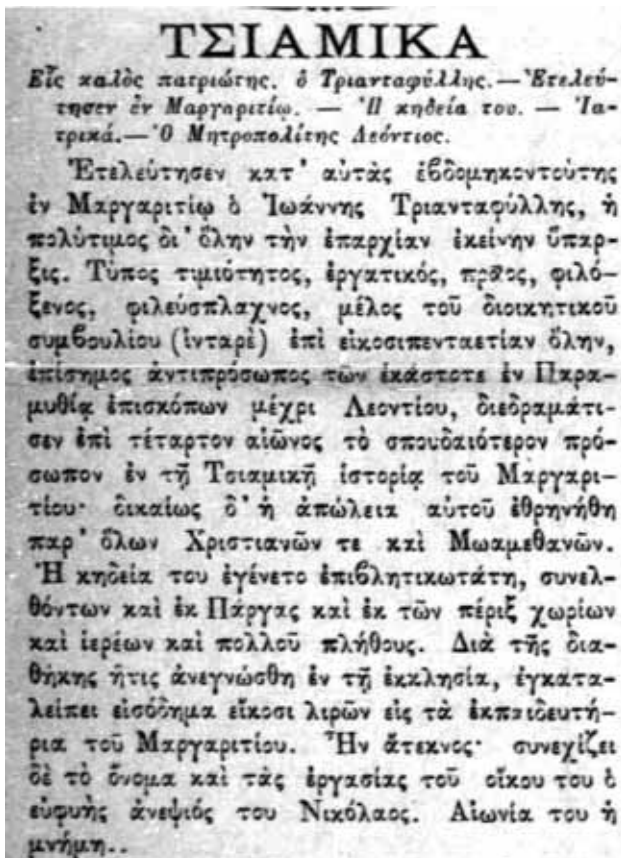 ΤΣΙΑΜΙΚΑ
Εἷς καλὸς πατριώτης. ὁ Τριανταφύλλης.—Ἐτελεύ-
τησεν ἐν Μαργαριτίῳ. — Ἡ κηδεία του. — Ἰα-
τρικά.—Ὁ Μητροπολίτης Λεόντιος.
Ἐτελεύτησεν κατ' αὐτὰς ἑβδομηκοντούτης
ἐν Μαργαριτίῳ ὁ Ἰωάννης Τριανταφύλλης, ἡ
πολύτιμος δι' ὅλην τὴν ἐπαρχίαν ἐκείνην ὕπαρ-
ξις. Τύπος τιμιότητος, ἐργατικός, πρᾶος, φιλό-
ξενος, φιλεύσπλαχνος, μέλος τοῦ διοικητικοῦ
συμβουλίου (ἰνταρὲ) ἐπὶ εἰκοσιπενταετίαν ὅλην,
ἐπίσημος ἀντιπρόσωπος τῶν ἑκάστοτε ἐν Παρα-
μυθίᾳ ἐπισκόπων μέχρι Λεοντίου, διεδραμάτι-
σεν ἐπὶ τέταρτον αἰῶνος τὸ σπουδαιότερον πρό-
σωπον ἐν τῇ Τσιαμικῇ ἱστορίᾳ τοῦ Μαργαρι-
τίου· δικαίως δ' ἡ ἀπώλεια αὐτοῦ ἐθρηνήθη
παρ' ὅλων Χριστιανῶν τε καὶ Μωαμεθανῶν.
Ἡ κηδεία του ἐγένετο ἐπιβλητικωτάτη, συνελ-
θόντων καὶ ἐκ Πάργας καὶ ἐκ τῶν πέριξ χωρίων
καὶ ἱερέων καὶ πολλοῦ πλήθους. Διὰ τῆς δια-
θήκης ἥτις ἀνεγνώσθη ἐν τῇ ἐκκλησίᾳ, ἐγκατα-
λείπει εἰσόδημα εἴκοσι λιρῶν εἰς τὰ ἐκπαιδευτή-
ρια τοῦ Μαργαριτίου. Ἦν ἄτεκνος· συνεχίζει
δὲ τὸ ὄνομα καὶ τὰς ἐργασίας τοῦ οἴκου του ὁ
εὐφυὴς ἀνεψιός του Νικόλαος. Αἰωνία του ἡ
μνήμη..